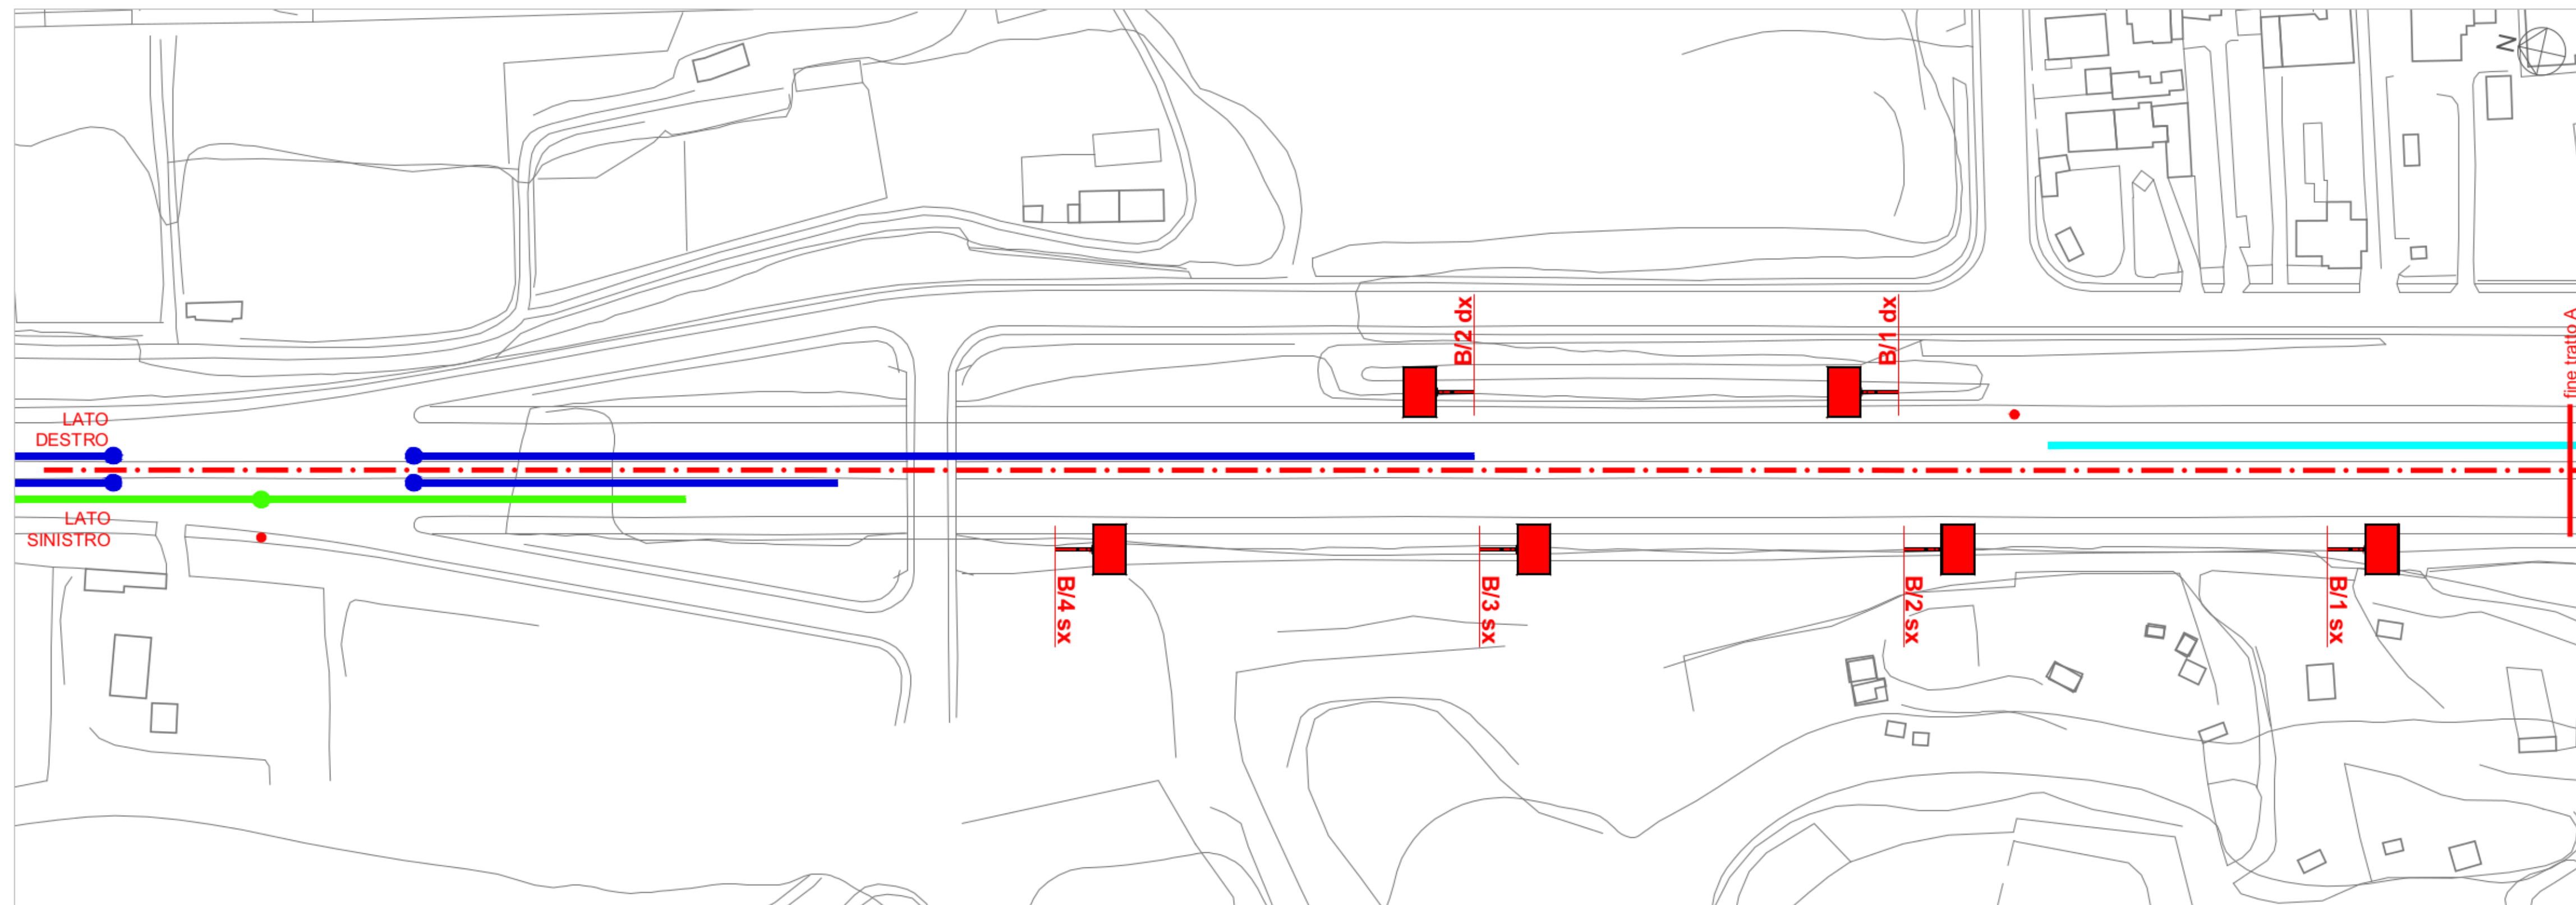 N
B/2 dx
B/1 dx
fine tratto A
LATO
DESTRO
LATO
SINISTRO
B/4 sx
B/3 sx
B/2 sx
B/1 sx